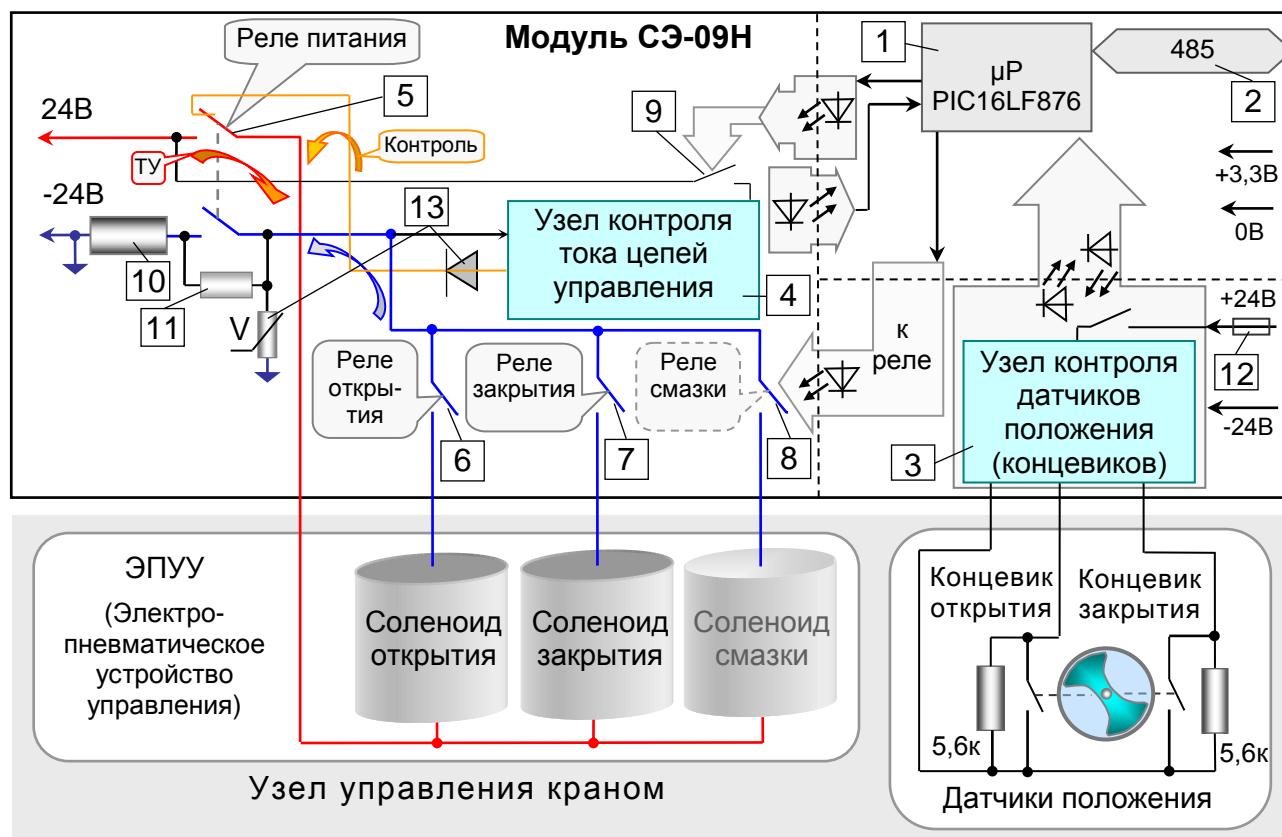 Модуль СЭ-09Н
Реле питания
5
24В
ТУ
Контроль
9
1
µP
PIC16LF876
485
2
+3,3В
0В
-24В
10
11
V
13
Узел контроля
тока цепей
управления
4
к
реле
+24В
12
-24В
Узел контроля
датчиков
положения
(концевиков)
3
Реле
откры-
тия
6
Реле
закрытия
7
Реле
смазки
8
ЭПУУ
(Электро-
пневматическое
устройство
управления)
Соленоид
открытия
Соленоид
закрытия
Соленоид
смазки
Узел управления краном
Концевик
открытия
Концевик
закрытия
5,6к
5,6к
Датчики положения